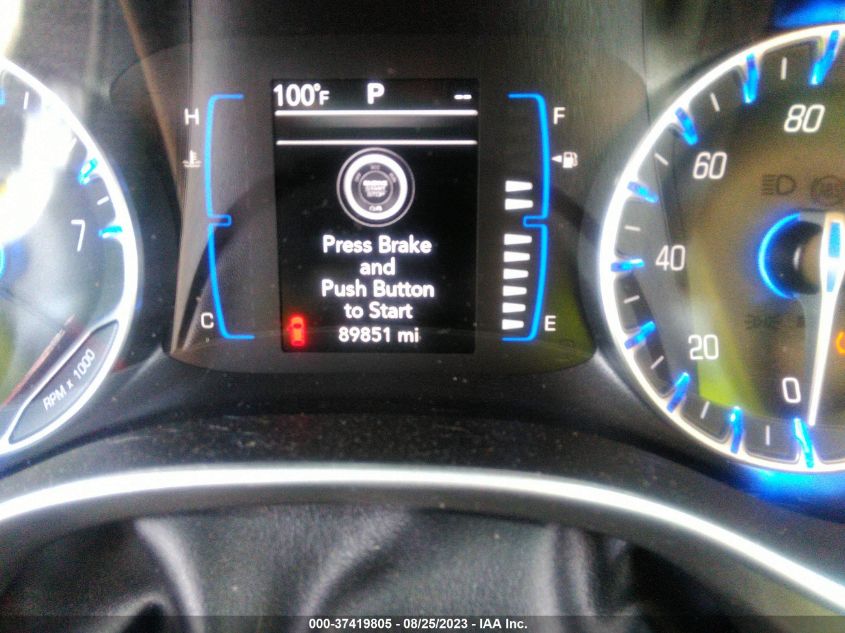 100°F P --
H
F
Press Brake
and
Push Button
to Start
89851 mi
C
E
7
RPM x 1000
80
60
40
20
0
000-37419805 - 08/25/2023 - IAA Inc.